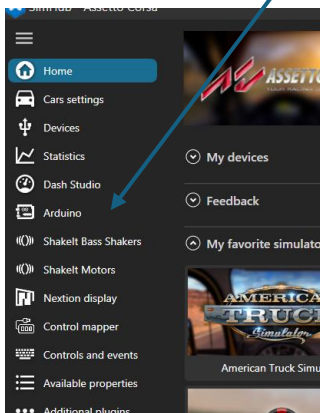 SimHub - Assetto Corsa
Home
Cars settings
Devices
Statistics
Dash Studio
Arduino
ShakeIt Bass Shakers
ShakeIt Motors
Nextion display
Control mapper
Controls and events
Available properties
Additional plugins
ASSETTO
My devices
Feedback
My favorite simulato
AMERICA
TRUCK
Simulator
American Truck Simu